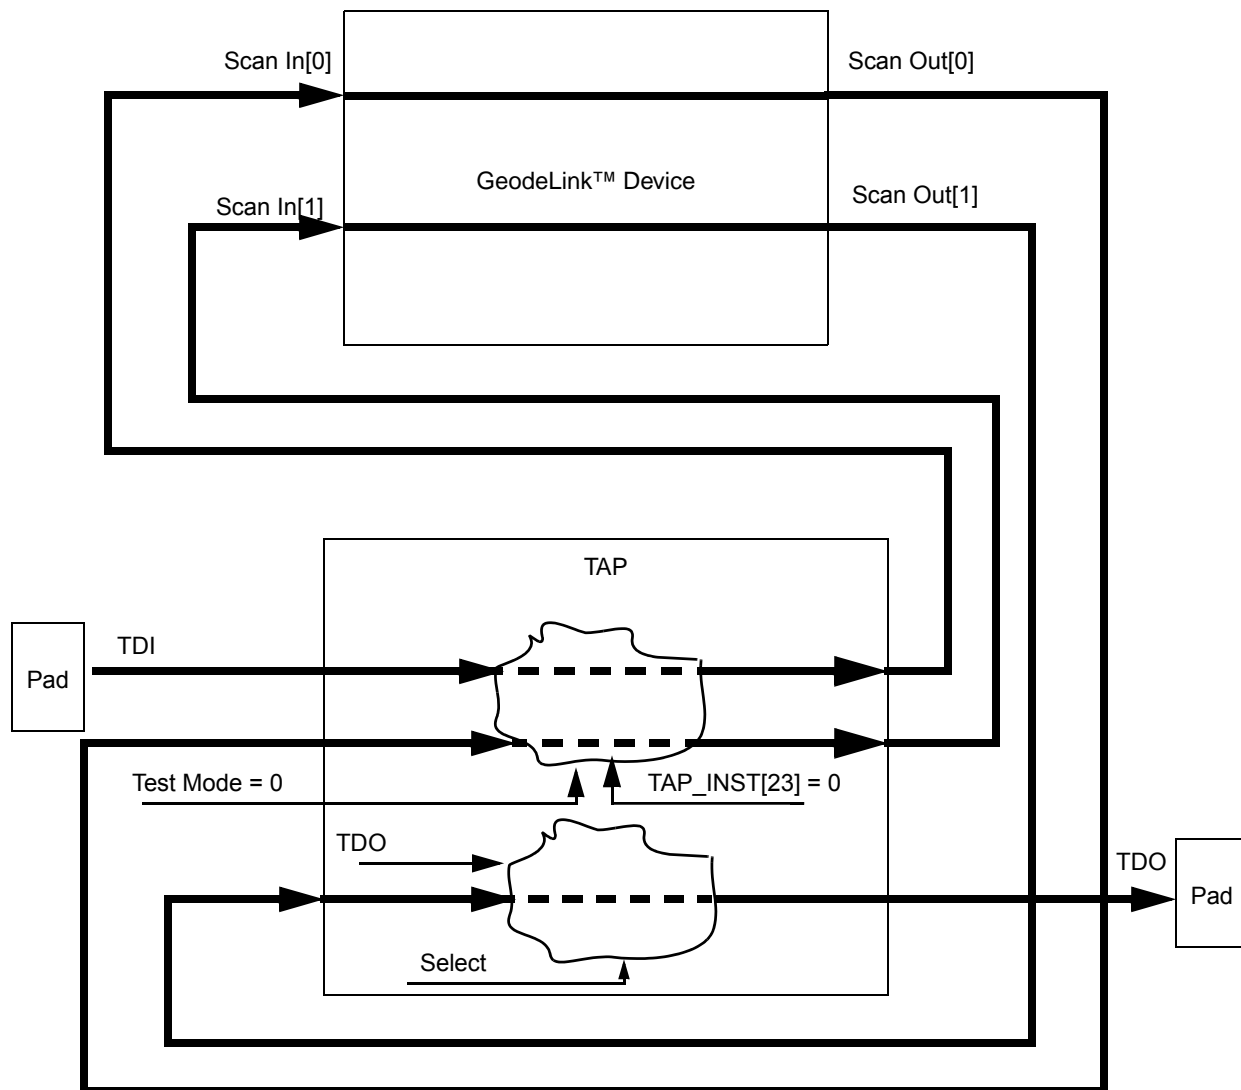 Scan In[0]
Scan Out[0]
GeodeLink™ Device
Scan In[1]
Scan Out[1]
TAP
TDI
Pad
Test Mode = 0
TAP_INST[23] = 0
TDO
TDO
Pad
Select